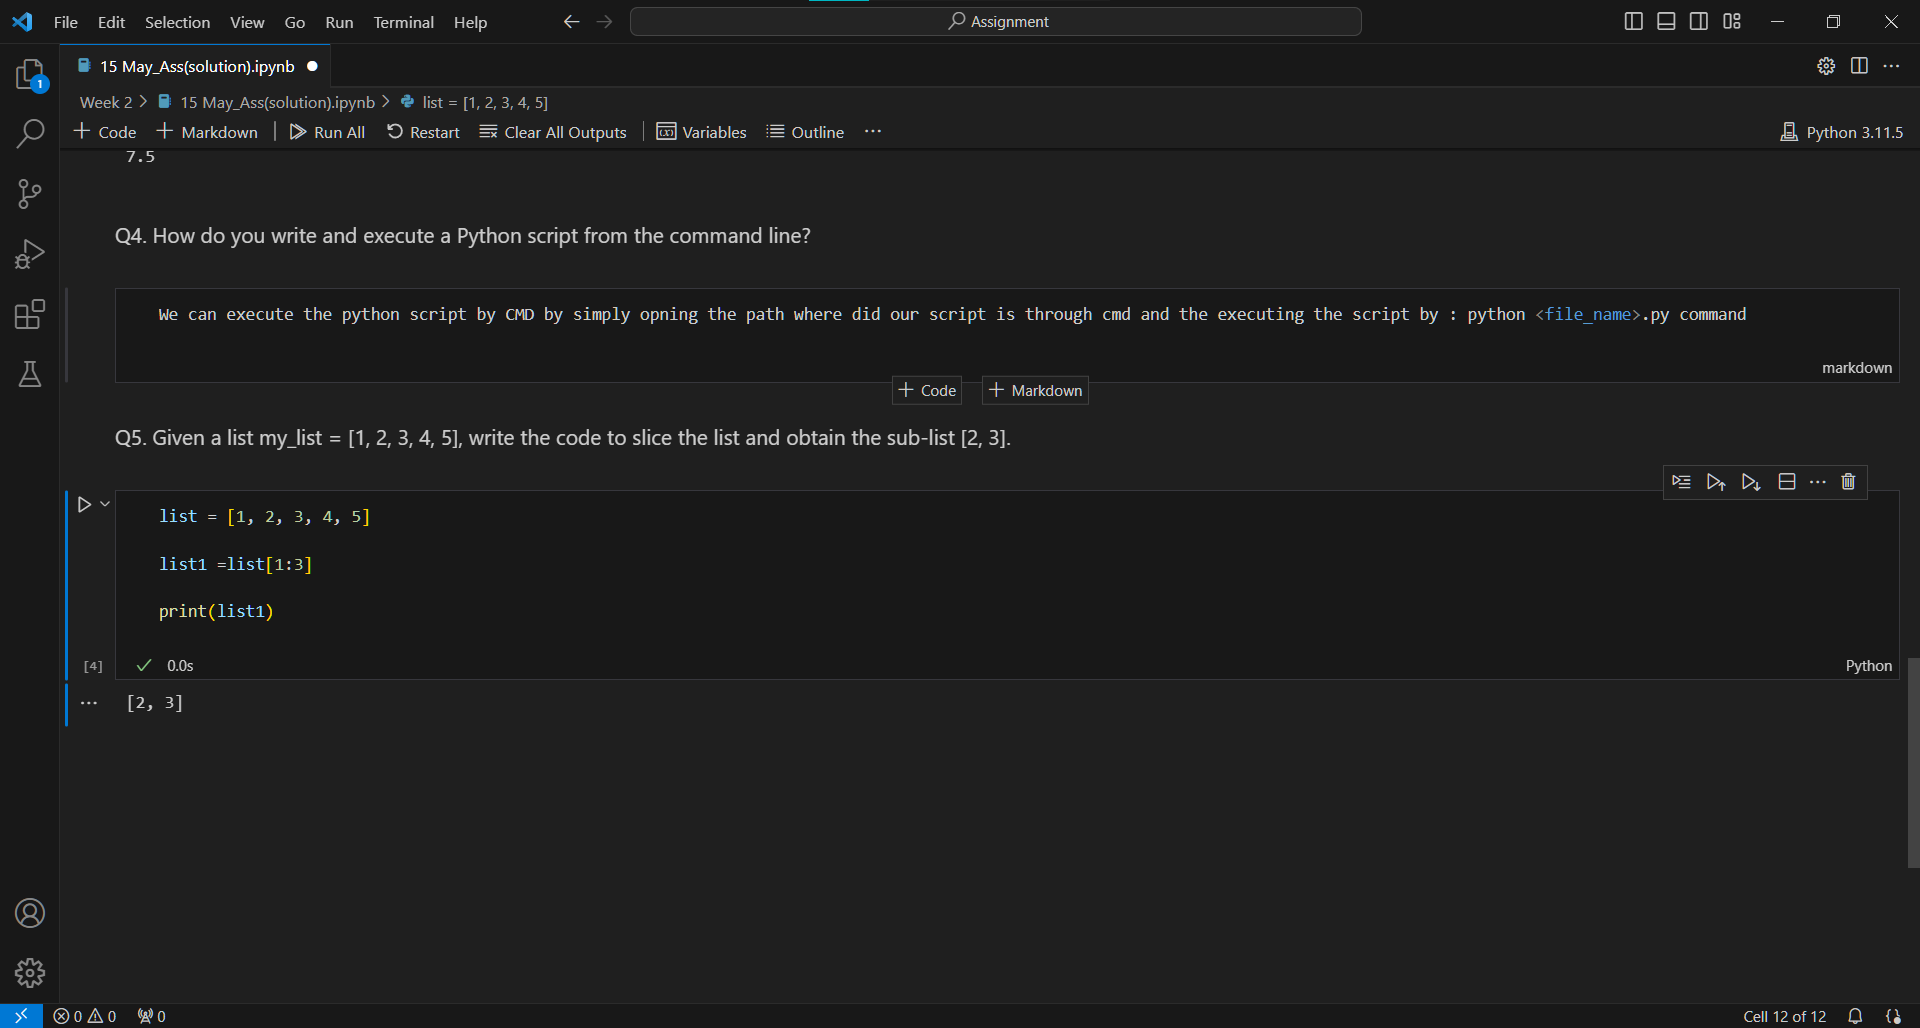 File Edit Selection View Go Run Terminal Help
Assignment
15 May_Ass(solution).ipynb
1
Week 2 > 15 May_Ass(solution).ipynb > list = [1, 2, 3, 4, 5]
+ Code + Markdown | Run All Restart Clear All Outputs | Variables Outline ...
Python 3.11.5
7.5
Q4. How do you write and execute a Python script from the command line?
We can execute the python script by CMD by simply opning the path where did our script is through cmd and the executing the script by : python <file_name>.py command
markdown
+ Code + Markdown
Q5. Given a list my_list = [1, 2, 3, 4, 5], write the code to slice the list and obtain the sub-list [2, 3].
list = [1, 2, 3, 4, 5]
list1 =list[1:3]
print(list1)
[4] 0.0s
Python
[2, 3]
0 0 0
Cell 12 of 12